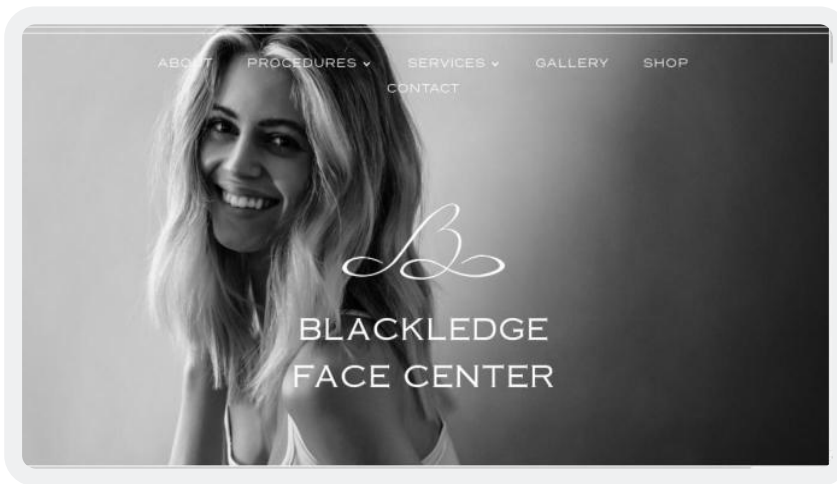 ABOUT PROCEDURES SERVICES GALLERY SHOP
CONTACT
BLACKLEDGE
FACE CENTER